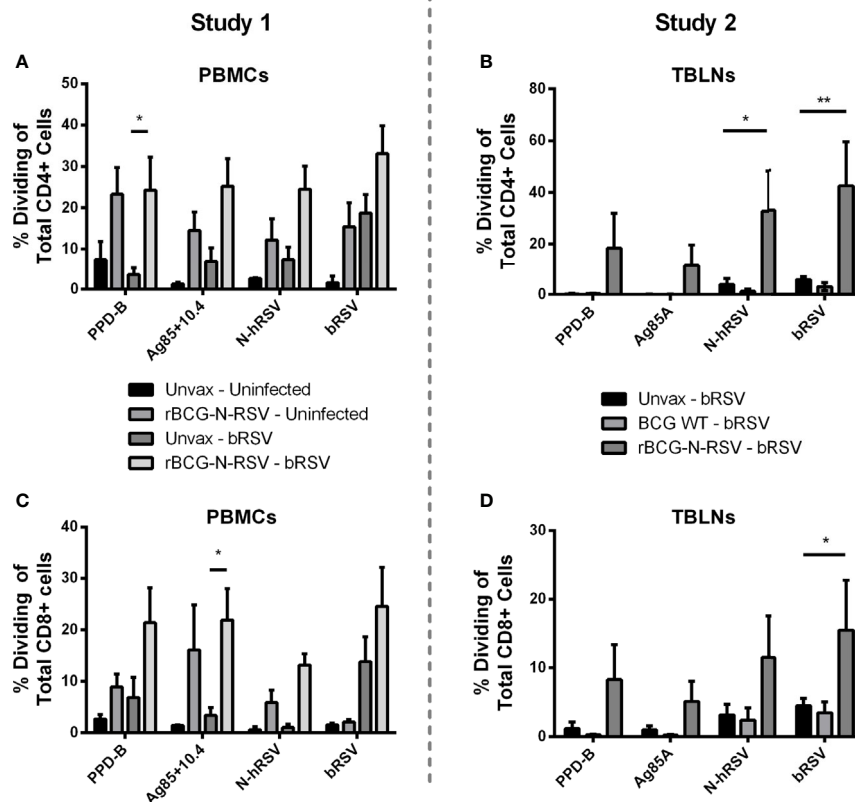 Study 1
Study 2
A
PBMCs
% Dividing of
Total CD4+ Cells
50
40
30
20
10
0
*
PPD-B
Ag85+10.4
N-hRSV
bRSV
B
TBLNs
% Dividing of
Total CD4+ Cells
80
60
40
20
0
*
**
PPD-B
Ag85A
N-hRSV
bRSV
Unvax - Uninfected
rBCG-N-RSV - Uninfected
Unvax - bRSV
rBCG-N-RSV - bRSV
Unvax - bRSV
BCG WT - bRSV
rBCG-N-RSV - bRSV
C
PBMCs
% Dividing of
Total CD8+ cells
40
30
20
10
0
*
PPD-B
Ag85+10.4
N-hRSV
bRSV
D
TBLNs
% Dividing of
Total CD8+ Cells
30
20
10
0
*
PPD-B
Ag85A
N-hRSV
bRSV